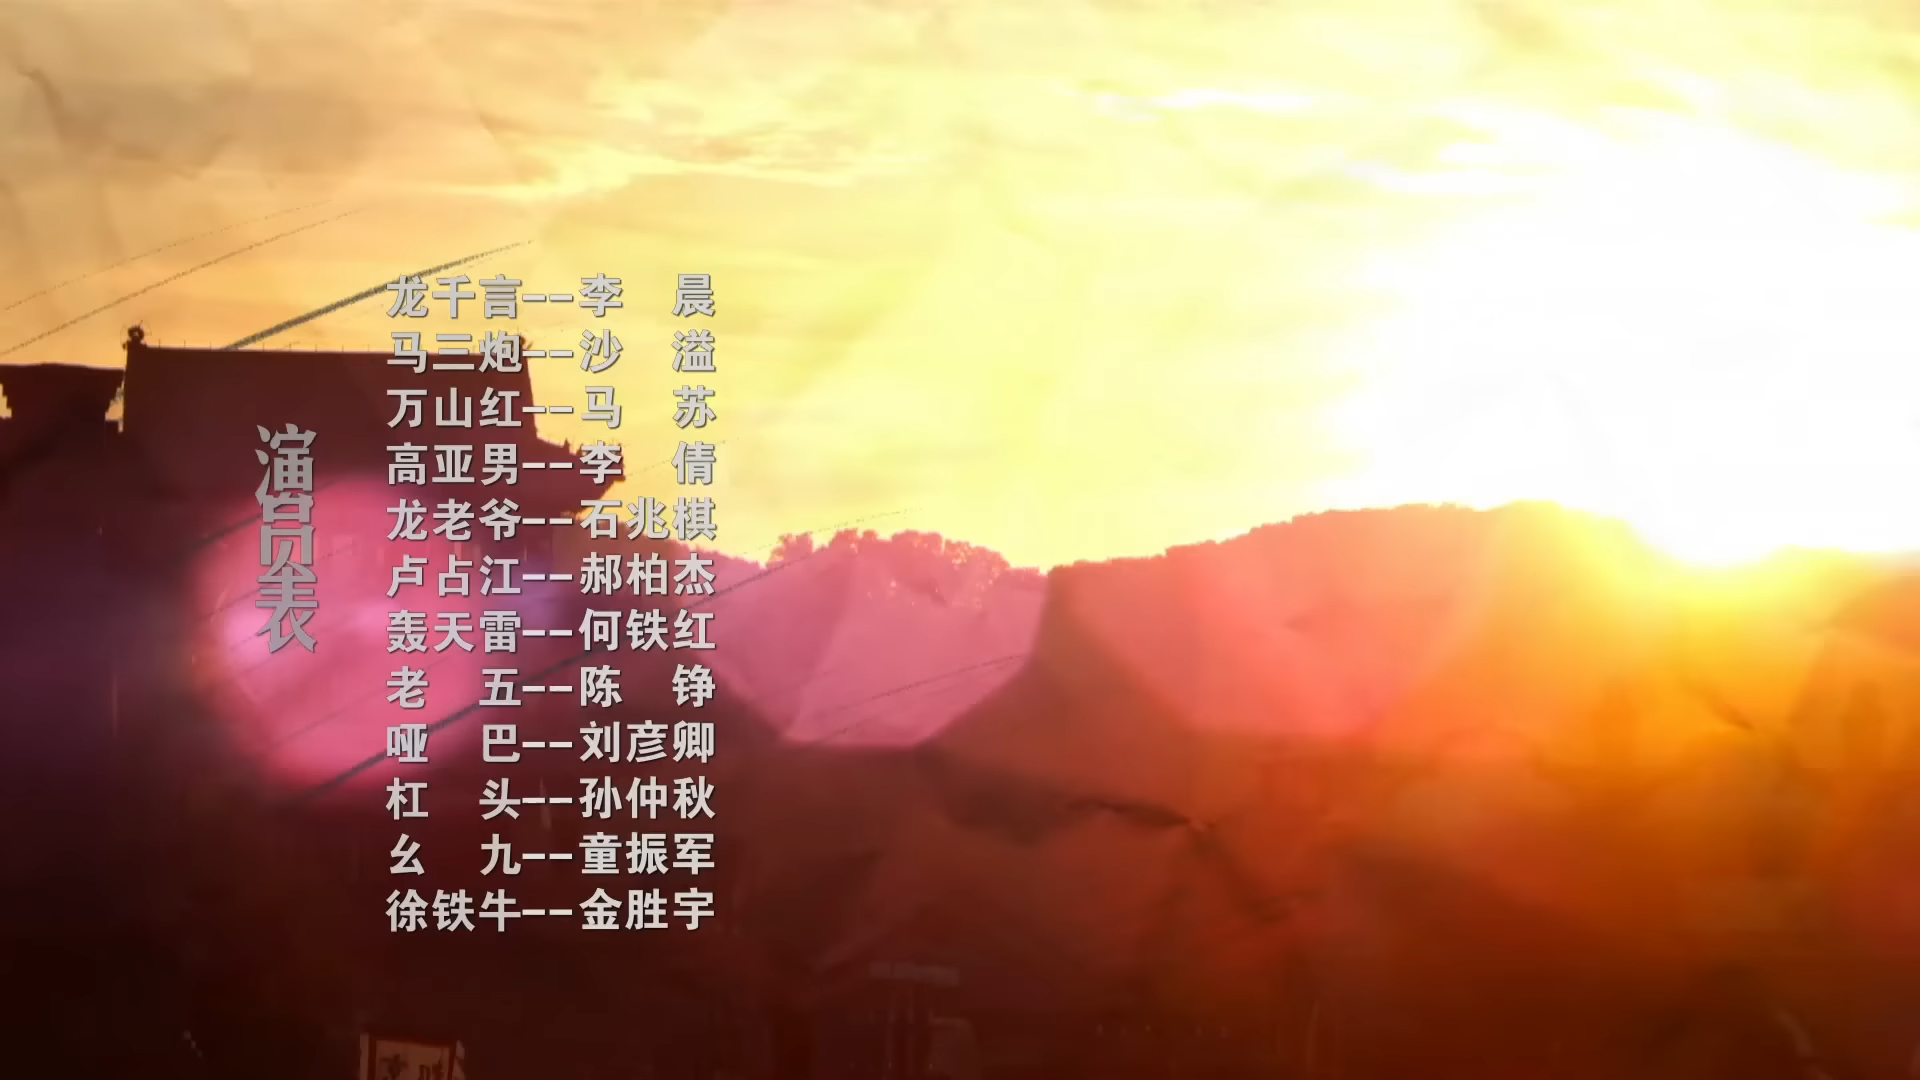 演员表
龙千言--李 晨
马三炮--沙 溢
万山红--马 苏
高亚男--李 倩
龙老爷--石兆棋
卢占江--郝柏杰
轰天雷--何铁红
老 五--陈 铮
哑 巴--刘彦卿
杠 头--孙仲秋
幺 九--童振军
徐铁牛--金胜宇